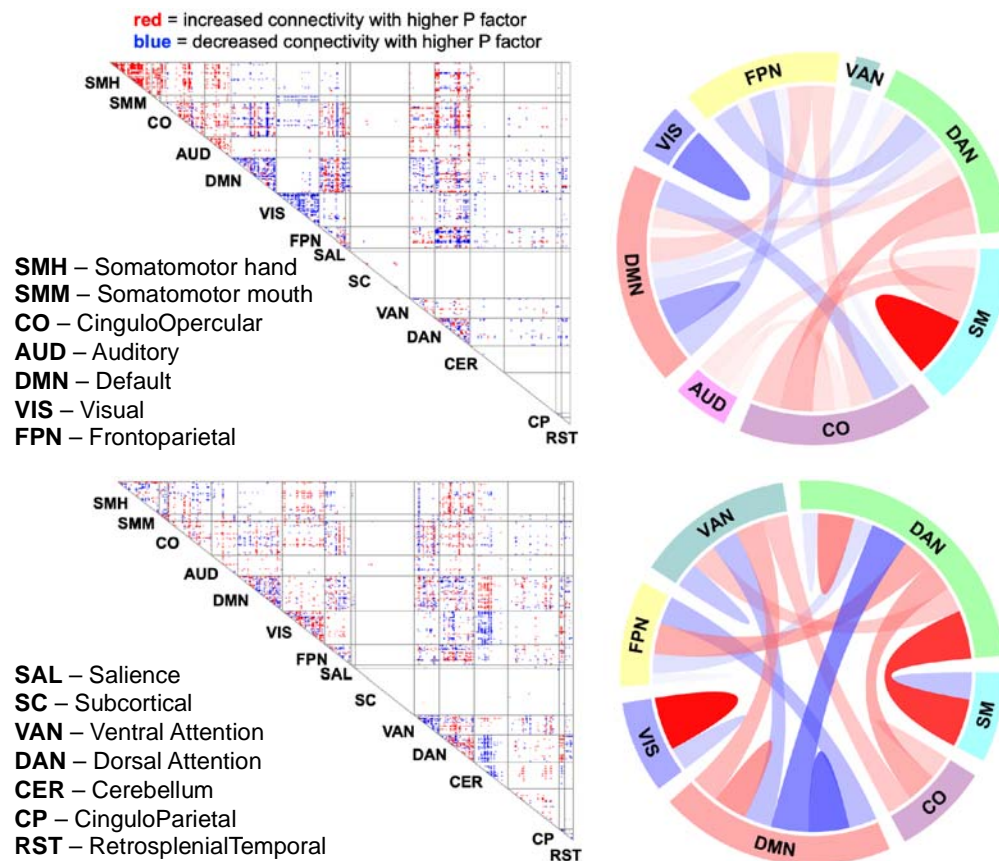 red = increased connectivity with higher P factor
blue = decreased connectivity with higher P factor
SMH
SMM
CO
AUD
DMN
VIS
FPN
SAL
SC
VAN
DAN
CER
CP
RST
SMH – Somatomotor hand
SMM – Somatomotor mouth
CO – CinguloOpercular
AUD – Auditory
DMN – Default
VIS – Visual
FPN – Frontoparietal
FPN
VAN
DAN
VIS
DMN
SM
AUD
CO
SMH
SMM
CO
AUD
DMN
VIS
FPN
SAL
SC
VAN
DAN
CER
CP
RST
SAL – Salience
SC – Subcortical
VAN – Ventral Attention
DAN – Dorsal Attention
CER – Cerebellum
CP – CinguloParietal
RST – RetrosplenialTemporal
VAN
DAN
FPN
SM
VIS
CO
DMN